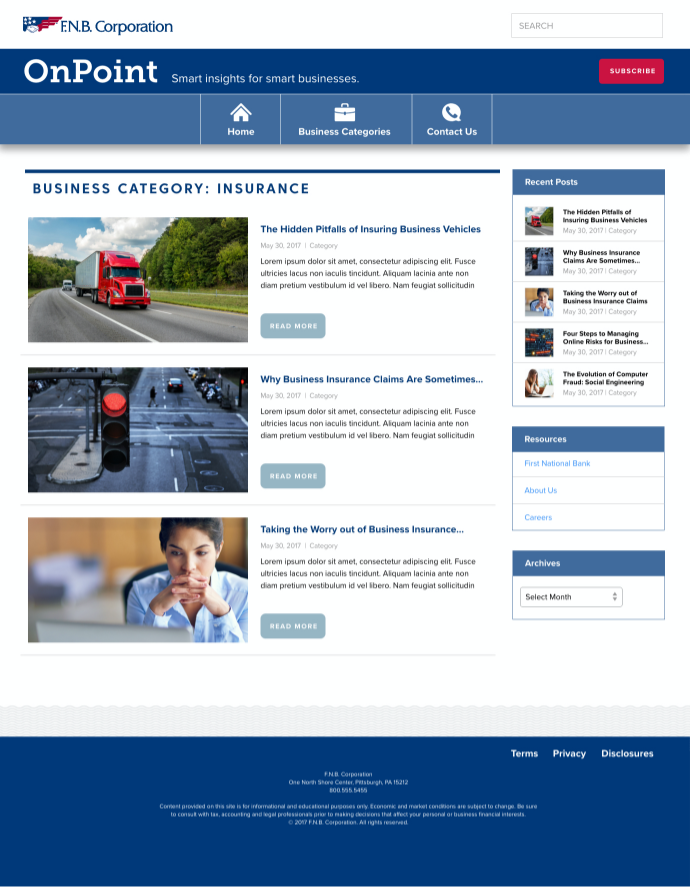 F.N.B. Corporation
SEARCH
OnPoint
Smart insights for smart businesses.
SUBSCRIBE
Home
Business Categories
Contact Us
BUSINESS CATEGORY: INSURANCE
The Hidden Pitfalls of Insuring Business Vehicles
May 30, 2017 | Category
Lorem ipsum dolor sit amet, consectetur adipiscing elit. Fusce
ultricies lacus non iaculis tincidunt. Aliquam lacinia ante non
diam pretium vestibulum id vel libero. Nam feugiat sollicitudin
READ MORE
Why Business Insurance Claims Are Sometimes...
May 30, 2017 | Category
Lorem ipsum dolor sit amet, consectetur adipiscing elit. Fusce
ultricies lacus non iaculis tincidunt. Aliquam lacinia ante non
diam pretium vestibulum id vel libero. Nam feugiat sollicitudin
READ MORE
Taking the Worry out of Business Insurance...
May 30, 2017 | Category
Lorem ipsum dolor sit amet, consectetur adipiscing elit. Fusce
ultricies lacus non iaculis tincidunt. Aliquam lacinia ante non
diam pretium vestibulum id vel libero. Nam feugiat sollicitudin
READ MORE
Recent Posts
The Hidden Pitfalls of
Insuring Business Vehicles
May 30, 2017 | Category
Why Business Insurance
Claims Are Sometimes...
May 30, 2017 | Category
Taking the Worry out of
Business Insurance Claims
May 30, 2017 | Category
Four Steps to Managing
Online Risks for Business...
May 30, 2017 | Category
The Evolution of Computer
Fraud: Social Engineering
May 30, 2017 | Category
Resources
First National Bank
About Us
Careers
Archives
Select Month
Terms
Privacy
Disclosures
F.N.B. Corporation
One North Shore Center, Pittsburgh, PA 15212
800.555.5455
Content provided on this site is for informational and educational purposes only. Economic and market conditions are subject to change. Be sure
to consult with tax, accounting and legal professionals prior to making decisions that affect your personal or business financial interests.
© 2017 F.N.B. Corporation. All rights reserved.